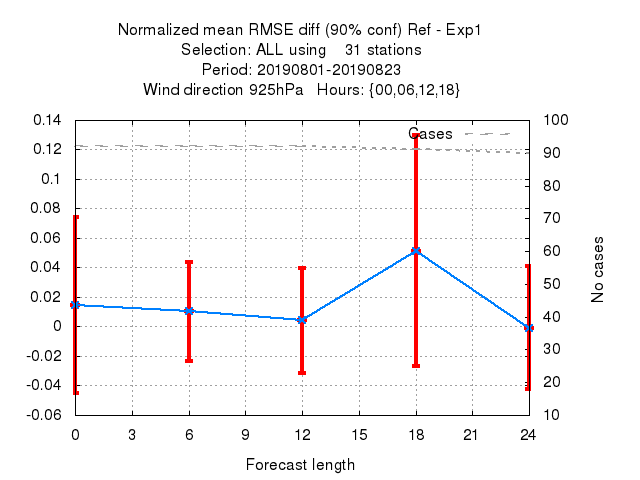 Normalized mean RMSE diff (90% conf) Ref - Exp1
Selection: ALL using    31 stations
Period: 20190801-20190823
Wind direction 925hPa   Hours: {00,06,12,18}
Cases
0.14
0.12
0.1
0.08
0.06
0.04
0.02
0
-0.02
-0.04
-0.06
100
90
80
70
60
50
40
30
20
10
No cases
0 3 6 9 12 15 18 21 24
Forecast length